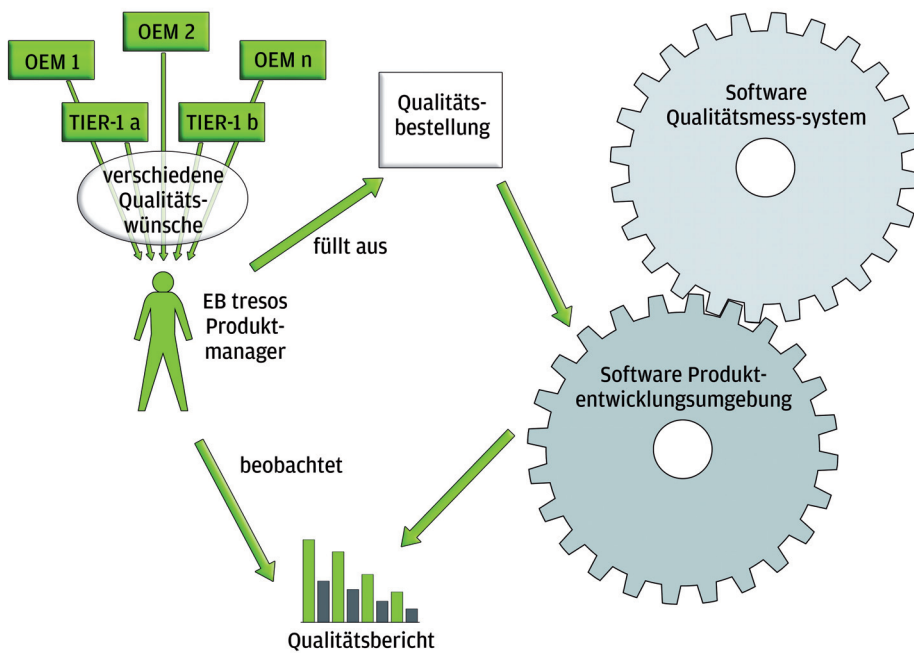 OEM 1
OEM 2
OEM n
TIER-1 a
TIER-1 b
verschiedene
Qualitäts-
wünsche
EB tresos
Produkt-
manager
füllt aus
Qualitäts-
bestellung
Software
Qualitätsmess-system
Software Produkt-
entwicklungsumgebung
beobachtet
Qualitätsbericht